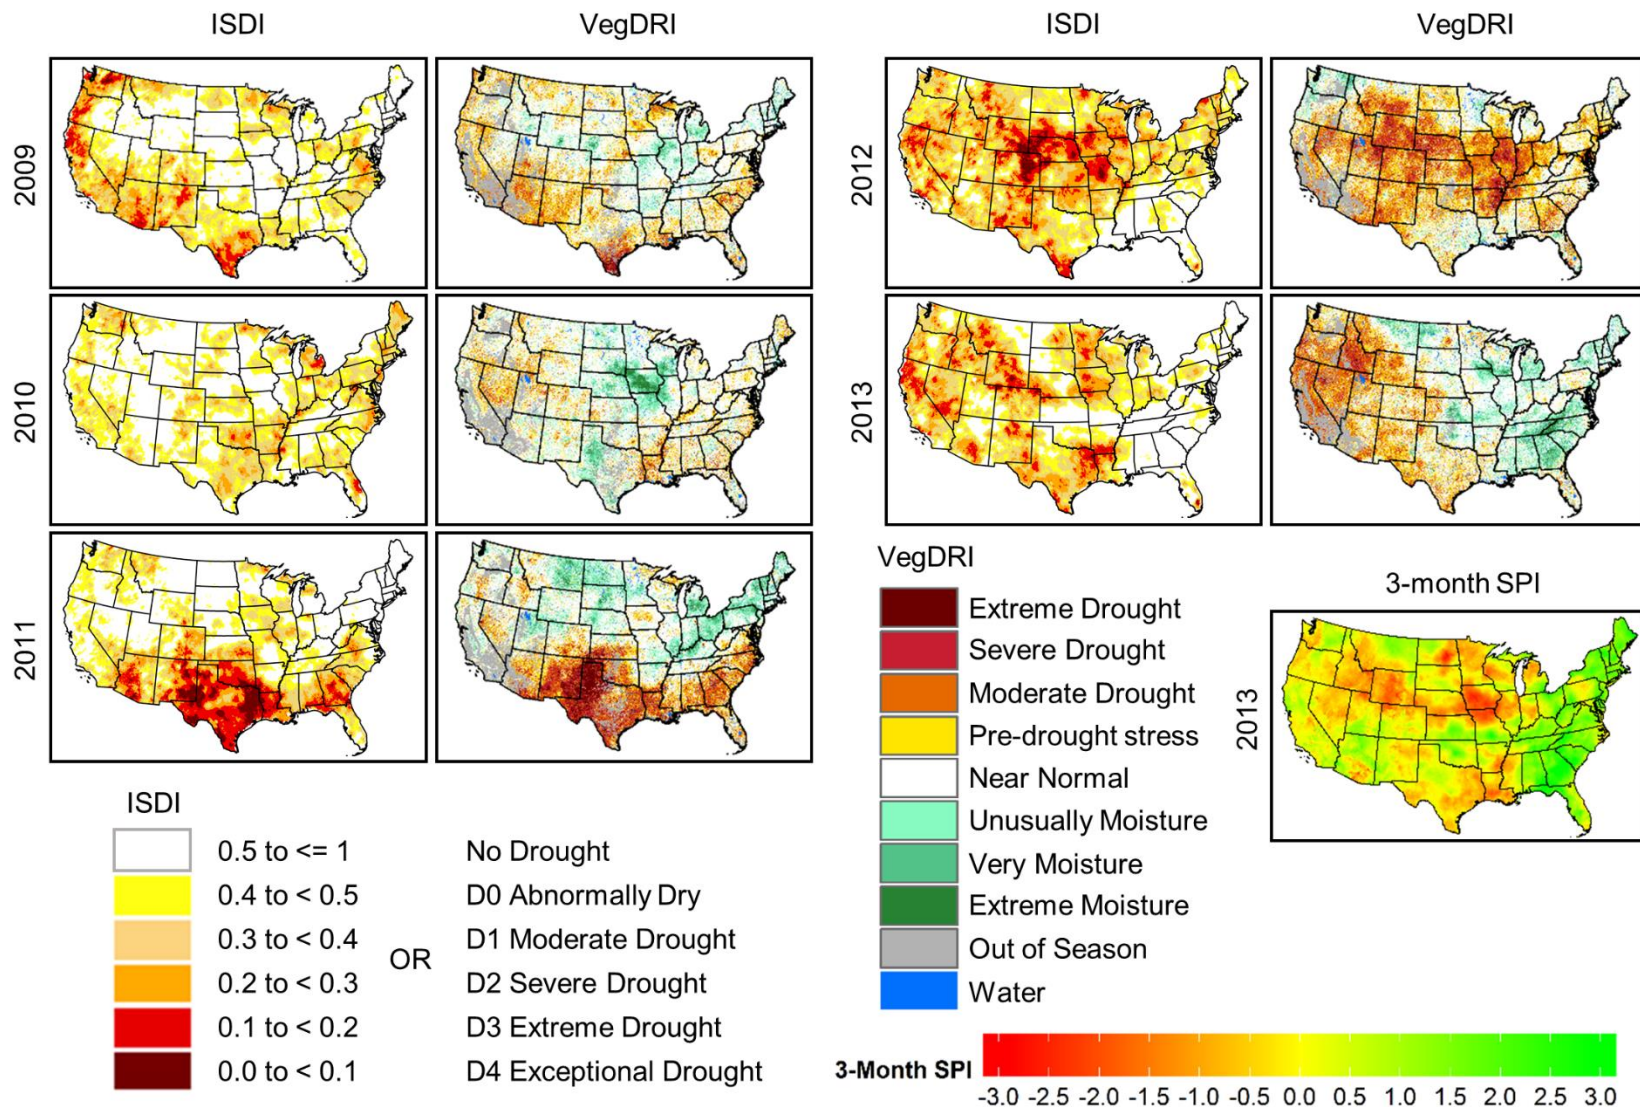 ISDI VegDRI ISDI VegDRI
2009
2012
2010
2013
2011
VegDRI
Extreme Drought
Severe Drought
Moderate Drought
Pre-drought stress
Near Normal
Unusually Moisture
Very Moisture
Extreme Moisture
Out of Season
Water
3-month SPI
2013
ISDI
0.5 to <= 1 No Drought
0.4 to < 0.5 D0 Abnormally Dry
0.3 to < 0.4 D1 Moderate Drought
OR
0.2 to < 0.3 D2 Severe Drought
0.1 to < 0.2 D3 Extreme Drought
0.0 to < 0.1 D4 Exceptional Drought
3-Month SPI
-3.0 -2.5 -2.0 -1.5 -1.0 -0.5 0.0 0.5 1.0 1.5 2.0 2.5 3.0